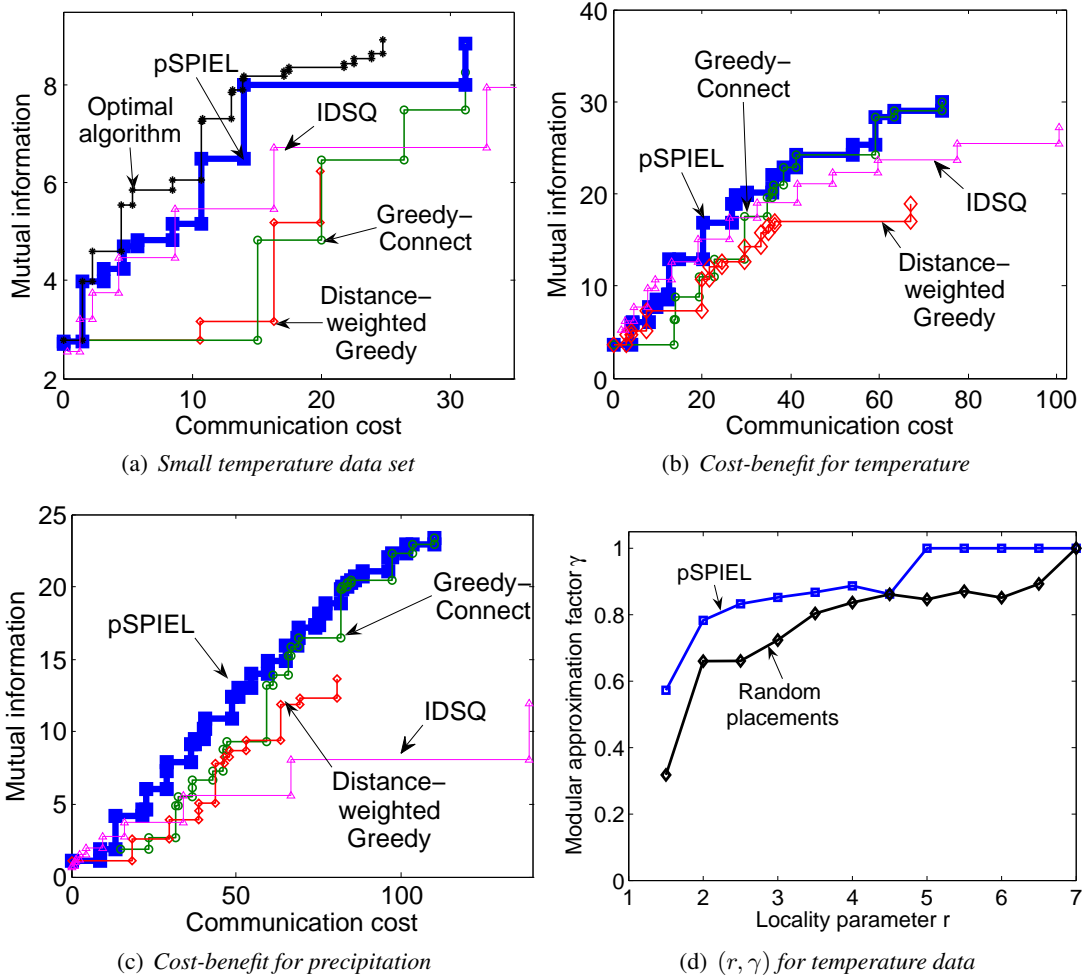 8
6
4
2
0
10
20
30
Mutual information
Communication cost
pSPIEL
Optimal
algorithm
IDSQ
Greedy–
Connect
Distance–
weighted
Greedy
(a) Small temperature data set
40
30
20
10
0
0
20
40
60
80
100
Mutual information
Communication cost
Greedy–
Connect
pSPIEL
IDSQ
Distance–
weighted
Greedy
(b) Cost-benefit for temperature
25
20
15
10
5
0
0
50
100
Mutual information
Communication cost
pSPIEL
Greedy–
Connect
IDSQ
Distance–
weighted
Greedy
(c) Cost-benefit for precipitation
1
0.8
0.6
0.4
0.2
0
1
2
3
4
5
6
7
Modular approximation factor γ
Locality parameter r
pSPIEL
Random
placements
(d) (r, γ) for temperature data